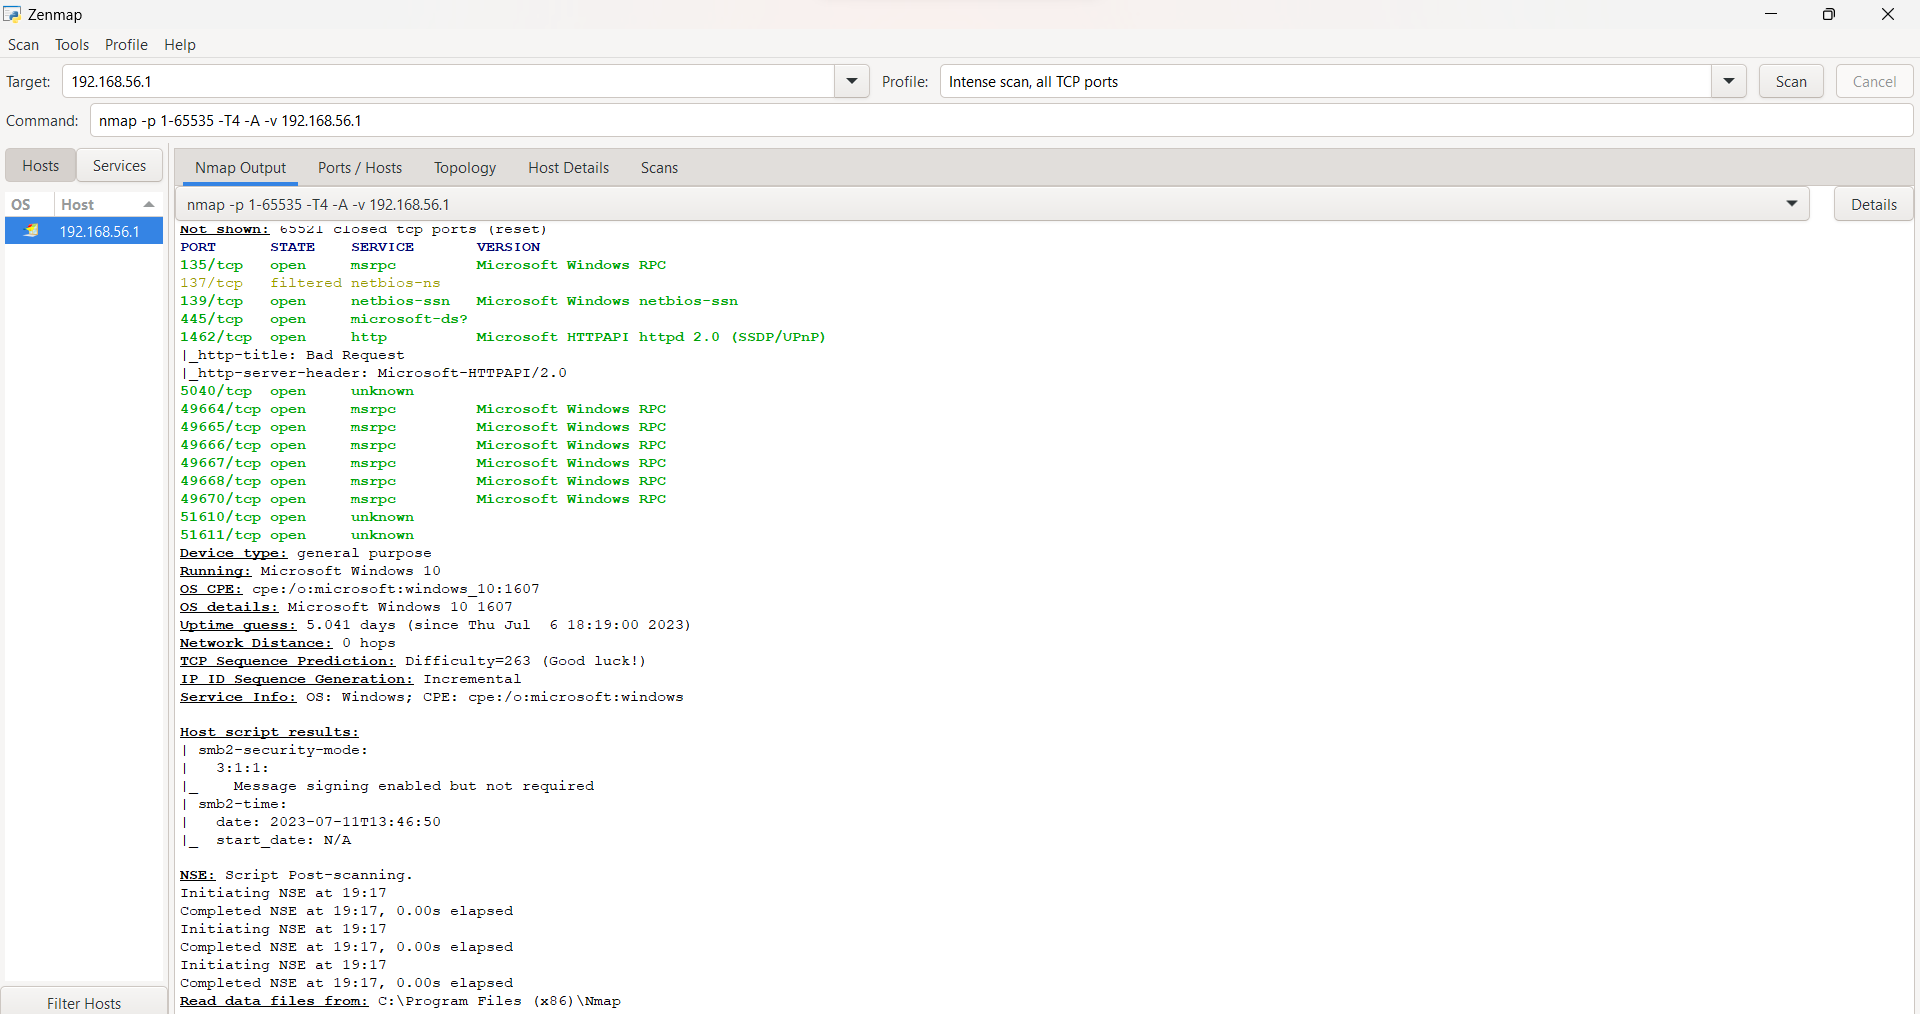 Zenmap
Scan Tools Profile Help
Target: 192.168.56.1 Profile: Intense scan, all TCP ports Scan Cancel
Command: nmap -p 1-65535 -T4 -A -v 192.168.56.1
Hosts Services Nmap Output Ports / Hosts Topology Host Details Scans
OS Host nmap -p 1-65535 -T4 -A -v 192.168.56.1 Details
192.168.56.1
Not shown: 65521 closed tcp ports (reset)
PORT STATE SERVICE VERSION
135/tcp open msrpc Microsoft Windows RPC
137/tcp filtered netbios-ns
139/tcp open netbios-ssn Microsoft Windows netbios-ssn
445/tcp open microsoft-ds?
1462/tcp open http Microsoft HTTPAPI httpd 2.0 (SSDP/UPnP)
|_http-title: Bad Request
|_http-server-header: Microsoft-HTTPAPI/2.0
5040/tcp open unknown
49664/tcp open msrpc Microsoft Windows RPC
49665/tcp open msrpc Microsoft Windows RPC
49666/tcp open msrpc Microsoft Windows RPC
49667/tcp open msrpc Microsoft Windows RPC
49668/tcp open msrpc Microsoft Windows RPC
49670/tcp open msrpc Microsoft Windows RPC
51610/tcp open unknown
51611/tcp open unknown
Device type: general purpose
Running: Microsoft Windows 10
OS CPE: cpe:/o:microsoft:windows_10:1607
OS details: Microsoft Windows 10 1607
Uptime guess: 5.041 days (since Thu Jul  6 18:19:00 2023)
Network Distance: 0 hops
TCP Sequence Prediction: Difficulty=263 (Good luck!)
IP ID Sequence Generation: Incremental
Service Info: OS: Windows; CPE: cpe:/o:microsoft:windows
Host script results:
| smb2-security-mode:
|   3:1:1:
|_    Message signing enabled but not required
| smb2-time:
|   date: 2023-07-11T13:46:50
|_  start_date: N/A
NSE: Script Post-scanning.
Initiating NSE at 19:17
Completed NSE at 19:17, 0.00s elapsed
Initiating NSE at 19:17
Completed NSE at 19:17, 0.00s elapsed
Initiating NSE at 19:17
Completed NSE at 19:17, 0.00s elapsed
Read data files from: C:\Program Files (x86)\Nmap
Filter Hosts